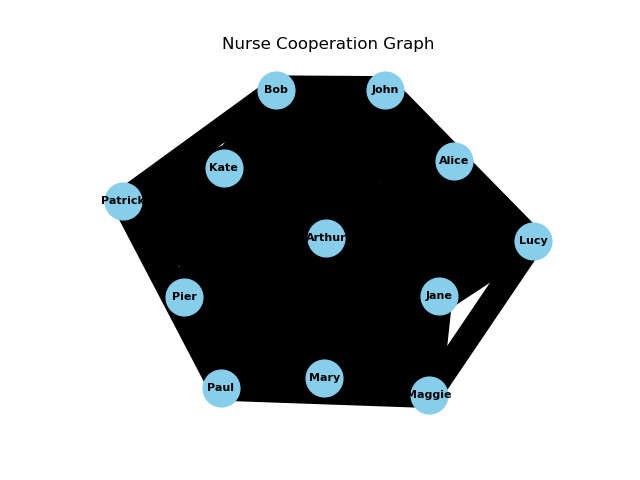 Nurse Cooperation Graph
Bob
John
Alice
Kate
Patrick
Arthur
Lucy
Pier
Jane
Mary
Paul
Maggie